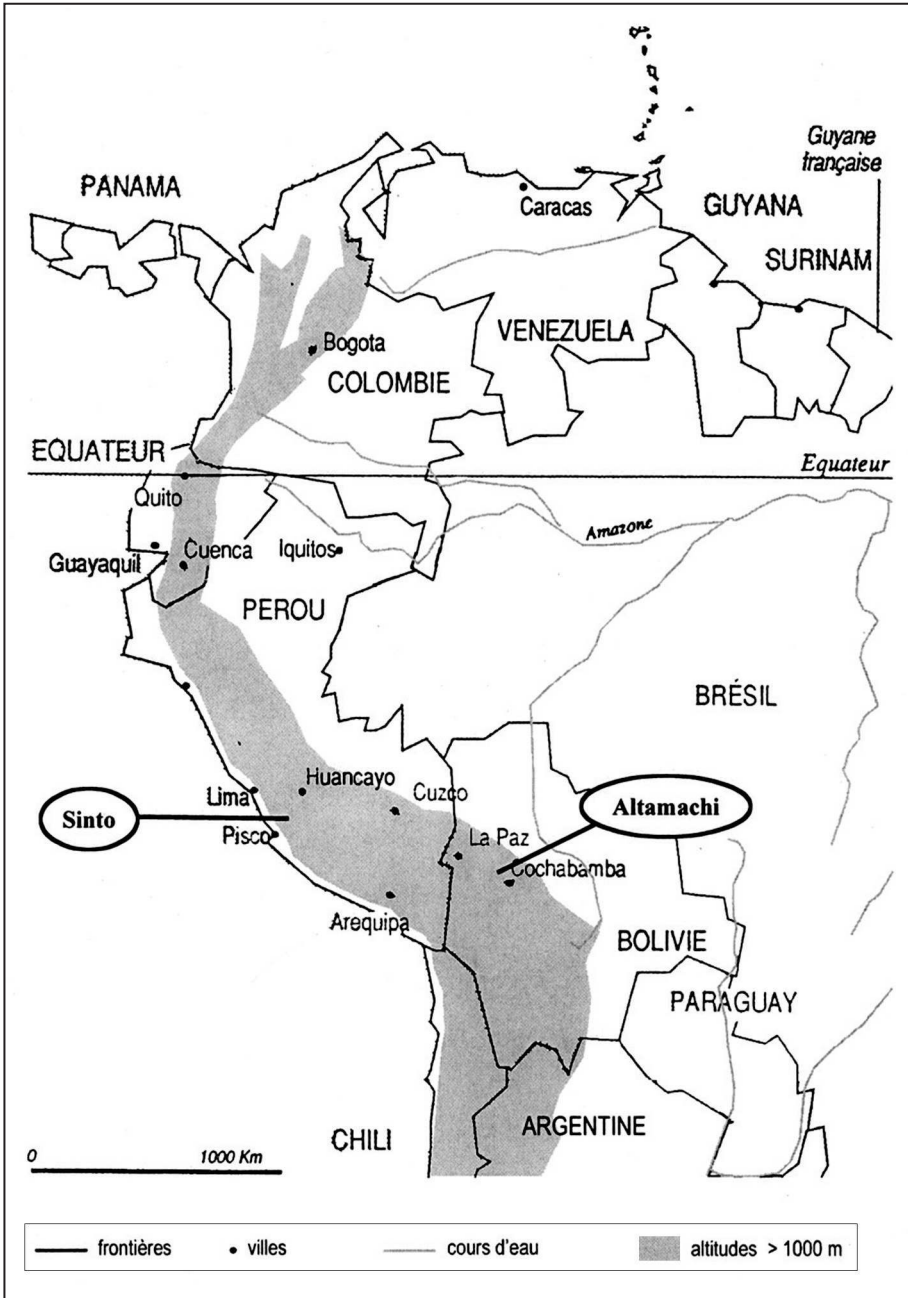 Guyane
française
PANAMA
Caracas
GUYANA
SURINAM
VENEZUELA
Bogota
COLOMBIE
EQUATEUR
Equateur
Quito
Amazone
Guayaquil
Cuenca
Iquitos
PEROU
BRÉSIL
Huancayo
Lima
Cuzco
Sinto
Altamachi
Pisco
La Paz
Cochabamba
Arequipa
BOLIVIE
PARAGUAY
ARGENTINE
CHILI
0 1000 Km
frontières villes cours d'eau altitudes > 1000 m